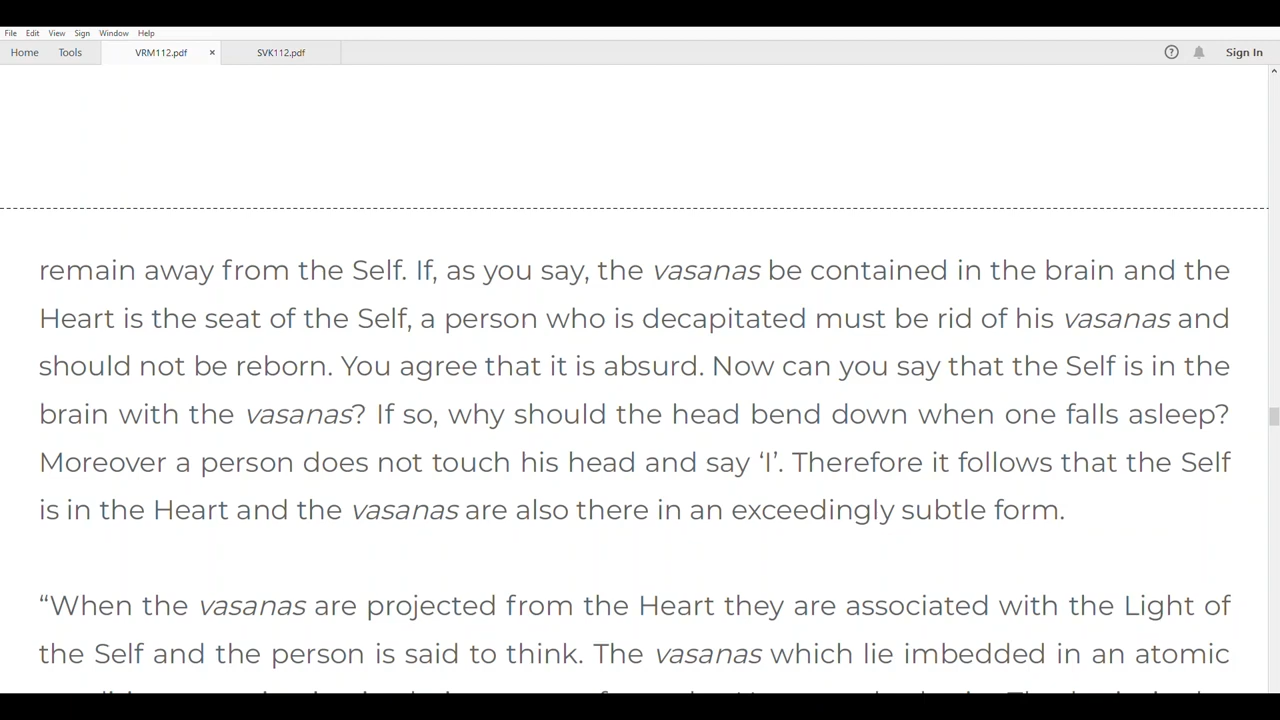 File Edit View Sign Window Help
Home Tools VRM112.pdf × SVK112.pdf ? Sign In
remain away from the Self. If, as you say, the vasanas be contained in the brain and the
Heart is the seat of the Self, a person who is decapitated must be rid of his vasanas and
should not be reborn. You agree that it is absurd. Now can you say that the Self is in the
brain with the vasanas? If so, why should the head bend down when one falls asleep?
Moreover a person does not touch his head and say ‘I’. Therefore it follows that the Self
is in the Heart and the vasanas are also there in an exceedingly subtle form.
“When the vasanas are projected from the Heart they are associated with the Light of
the Self and the person is said to think. The vasanas which lie imbedded in an atomic